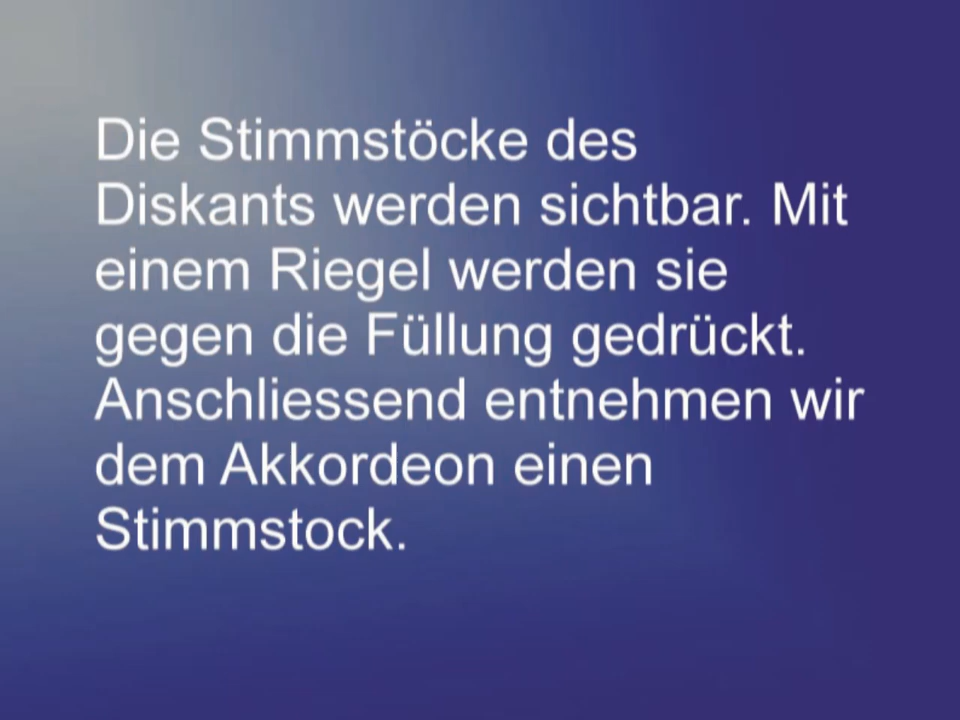 Die Stimmstöcke des
Diskants werden sichtbar. Mit
einem Riegel werden sie
gegen die Füllung gedrückt.
Anschliessend entnehmen wir
dem Akkordeon einen
Stimmstock.